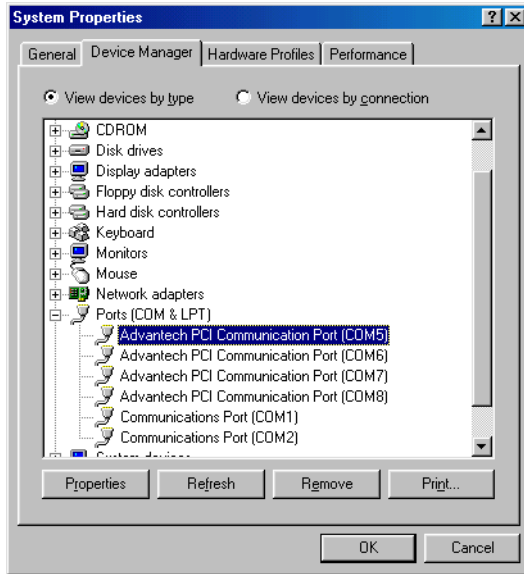 System Properties
General Device Manager Hardware Profiles Performance
View devices by type View devices by connection
CDROM
Disk drives
Display adapters
Floppy disk controllers
Hard disk controllers
Keyboard
Monitors
Mouse
Network adapters
Ports (COM & LPT)
Advantech PCI Communication Port (COM5)
Advantech PCI Communication Port (COM6)
Advantech PCI Communication Port (COM7)
Advantech PCI Communication Port (COM8)
Communications Port (COM1)
Communications Port (COM2)
System devices
Properties Refresh Remove Print...
OK Cancel